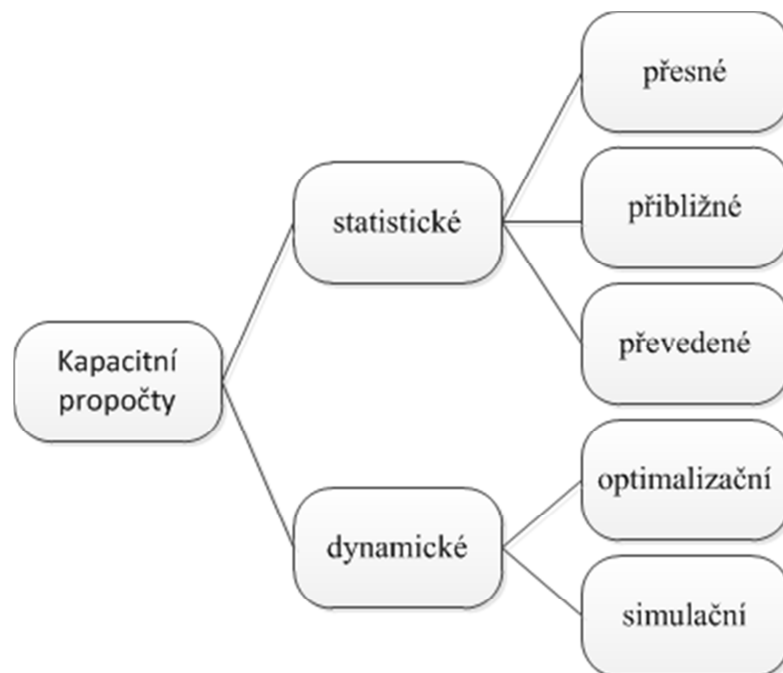 přesné
statistické
přibližné
převedené
Kapacitní
propočty
optimalizační
dynamické
simulační